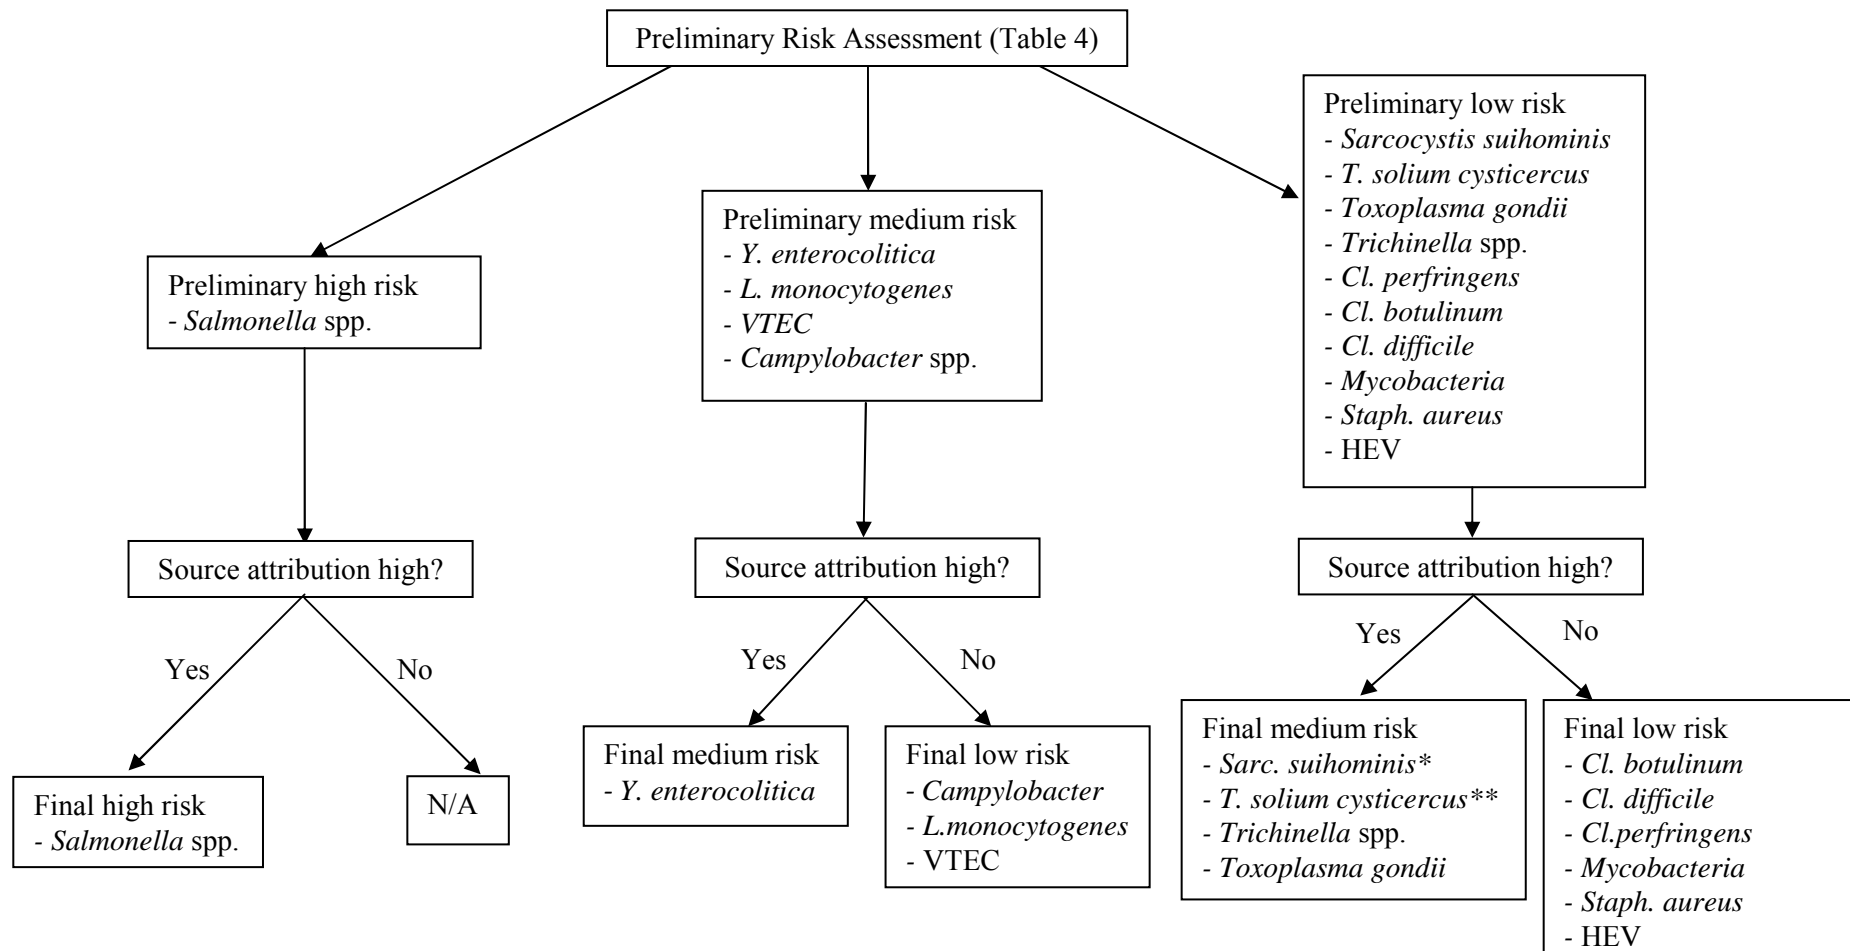 Preliminary Risk Assessment (Table 4)
Preliminary high risk
- Salmonella spp.
Preliminary medium risk
- Y. enterocolitica
- L. monocytogenes
- VTEC
- Campylobacter spp.
Preliminary low risk
- Sarcocystis suihominis
- T. solium cysticercus
- Toxoplasma gondii
- Trichinella spp.
- Cl. perfringens
- Cl. botulinum
- Cl. difficile
- Mycobacteria
- Staph. aureus
- HEV
Source attribution high?
Source attribution high?
Source attribution high?
Yes
No
Yes
No
Yes
No
Final high risk
- Salmonella spp.
N/A
Final medium risk
- Y. enterocolitica
Final low risk
- Campylobacter
- L.monocytogenes
- VTEC
Final medium risk
- Sarc. suihominis*
- T. solium cysticercus**
- Trichinella spp.
- Toxoplasma gondii
Final low risk
- Cl. botulinum
- Cl. difficile
- Cl.perfringens
- Mycobacteria
- Staph. aureus
- HEV